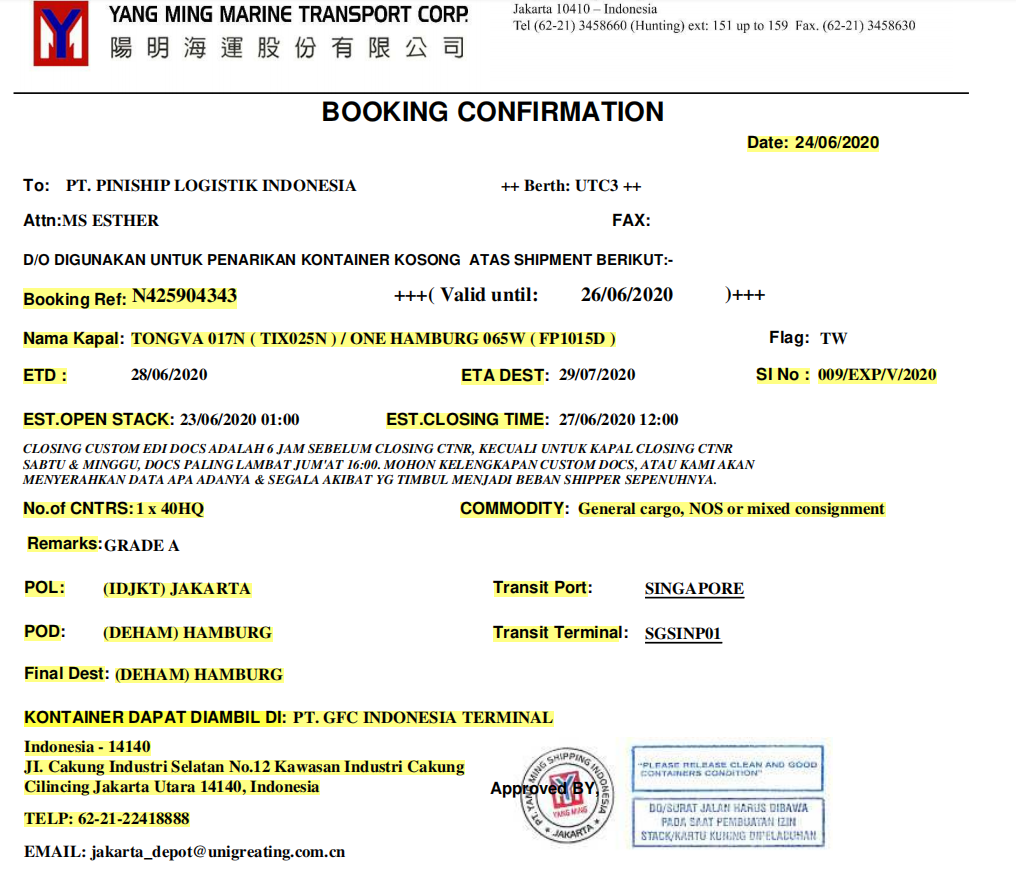 YANG MING MARINE TRANSPORT CORP.
陽明海運股份有限公司
Jakarta 10410 – Indonesia
Tel (62-21) 3458660 (Hunting) ext: 151 up to 159 Fax. (62-21) 3458630
BOOKING CONFIRMATION
Date: 24/06/2020
To: PT. PINISHIP LOGISTIK INDONESIA ++ Berth: UTC3 ++
Attn:MS ESTHER FAX:
D/O DIGUNAKAN UNTUK PENARIKAN KONTAINER KOSONG ATAS SHIPMENT BERIKUT:-
Booking Ref: N425904343 +++( Valid until: 26/06/2020 )+++
Nama Kapal: TONGVA 017N ( TIX025N ) / ONE HAMBURG 065W ( FP1015D ) Flag: TW
ETD : 28/06/2020 ETA DEST: 29/07/2020 SI No : 009/EXP/V/2020
EST.OPEN STACK: 23/06/2020 01:00 EST.CLOSING TIME: 27/06/2020 12:00
CLOSING CUSTOM EDI DOCS ADALAH 6 JAM SEBELUM CLOSING CTNR, KECUALI UNTUK KAPAL CLOSING CTNR
SABTU & MINGGU, DOCS PALING LAMBAT JUM'AT 16:00. MOHON KELENGKAPAN CUSTOM DOCS, ATAU KAMI AKAN
MENYERAHKAN DATA APA ADANYA & SEGALA AKIBAT YG TIMBUL MENJADI BEBAN SHIPPER SEPENUHNYA.
No.of CNTRS: 1 x 40HQ COMMODITY: General cargo, NOS or mixed consignment
Remarks: GRADE A
POL: (IDJKT) JAKARTA Transit Port: SINGAPORE
POD: (DEHAM) HAMBURG Transit Terminal: SGSINP01
Final Dest: (DEHAM) HAMBURG
KONTAINER DAPAT DIAMBIL DI: PT. GFC INDONESIA TERMINAL
Indonesia - 14140
JI. Cakung Industri Selatan No.12 Kawasan Industri Cakung
Cilincing Jakarta Utara 14140, Indonesia
TELP: 62-21-22418888
EMAIL: jakarta_depot@unigreating.com.cn
Approved BY,
PT. YANG MING SHIPPING INDONESIA
YANG MING
* JAKARTA *
"PLEASE RELEASE CLEAN AND GOOD
CONTAINERS CONDITION"
DO/SURAT JALAN HARUS DIBAWA
PADA SAAT PEMBUATAN IZIN
STACK/KARTU KUNING DIPELABUHAN